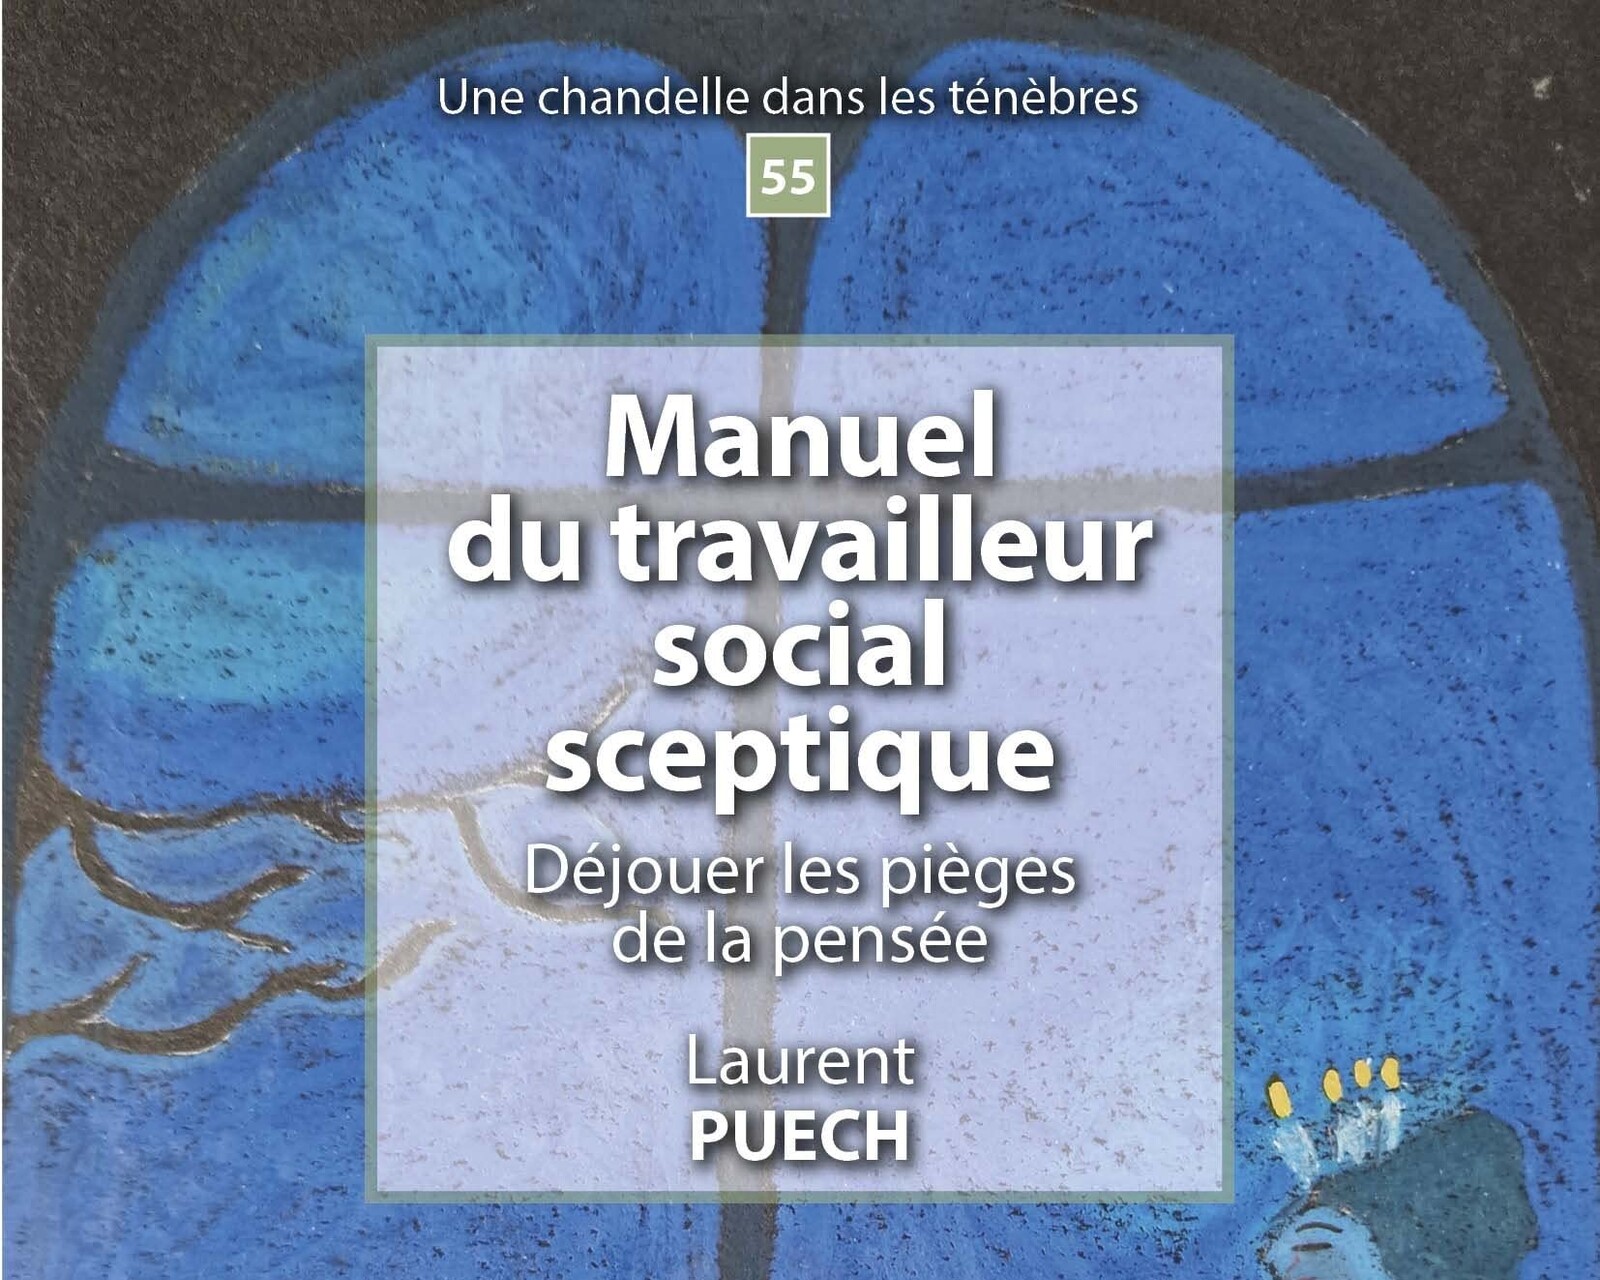 Une chandelle dans les ténèbres
55
Manuel
du travailleur
social
sceptique
Déjouer les pièges
de la pensée
Laurent
PUECH